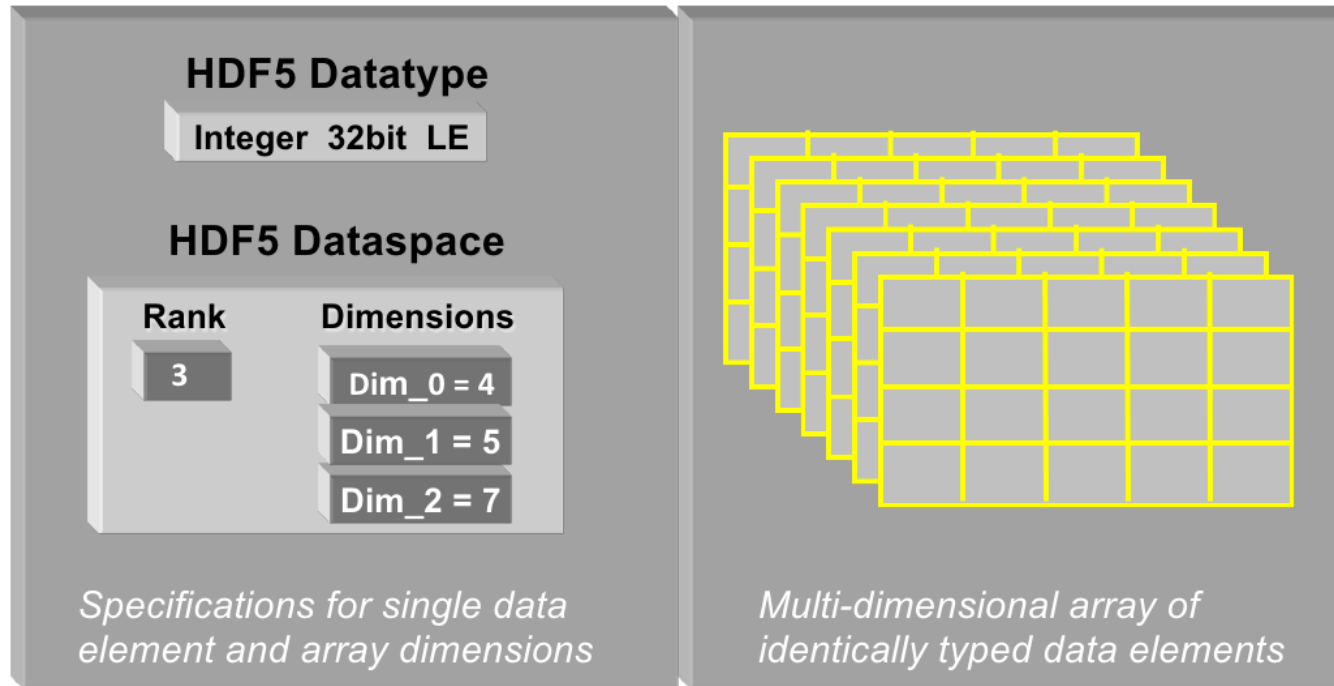 HDF5 Datatype
Integer 32bit LE
HDF5 Dataspace
Rank
Dimensions
3
Dim_0 = 4
Dim_1 = 5
Dim_2 = 7
Specifications for single data
element and array dimensions
Multi-dimensional array of
identically typed data elements